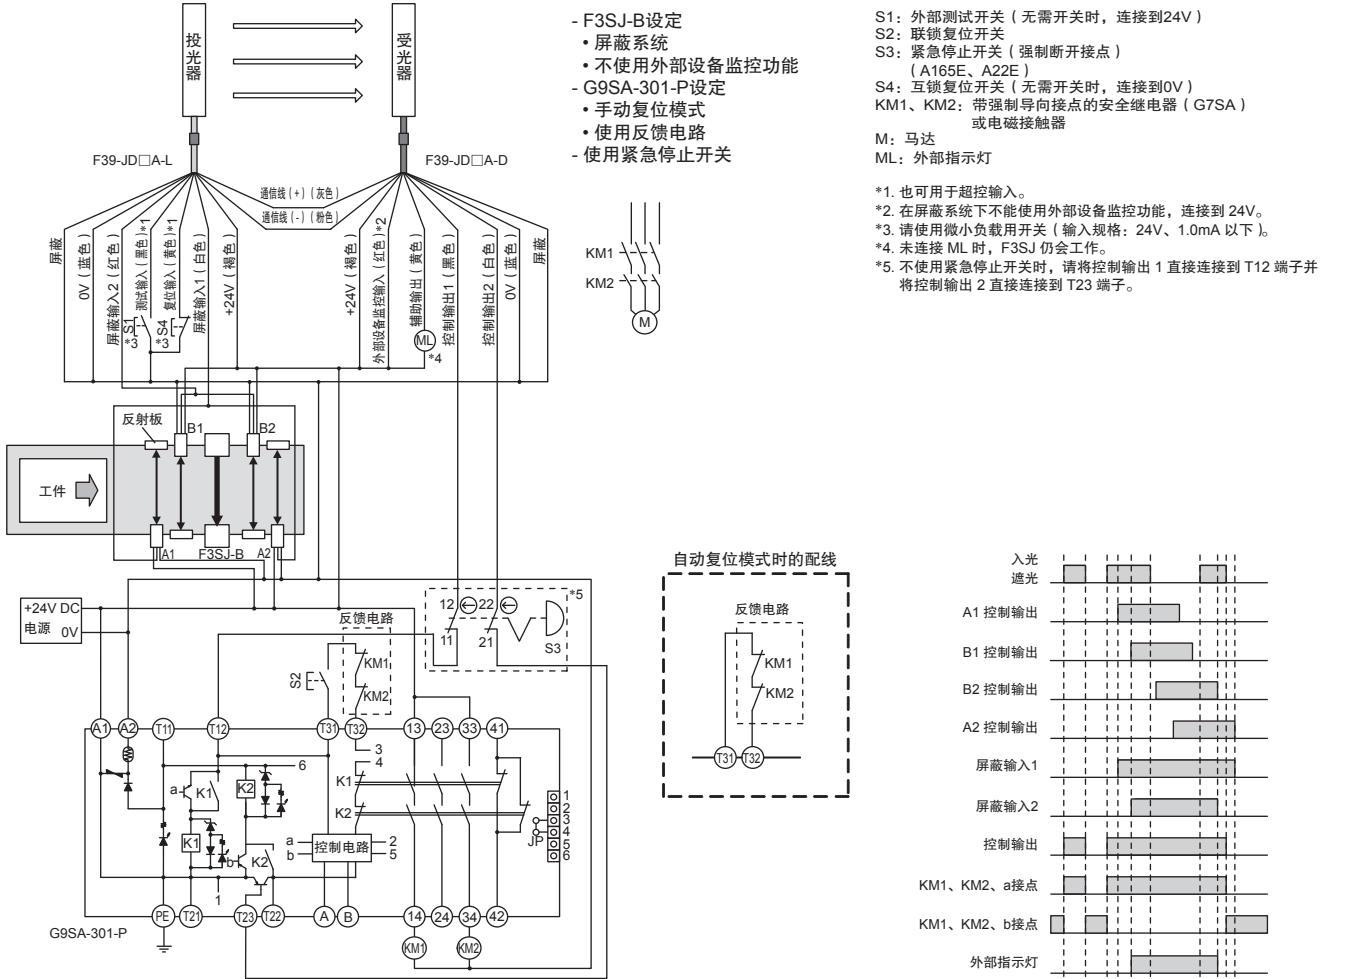 投光器
受光器
F39-JD□A-L
F39-JD□A-D
通信线（+）（灰色）
通信线（-）（粉色）
屏蔽
0V（蓝色）
屏蔽输入2（红色）
测试输入（黑色）*1
复位输入（黄色）*1
屏蔽输入1（白色）
+24V（褐色）
+24V（褐色）
外部设备监控输入（红色）*2
辅助输出（黄色）
控制输出1（黑色）
控制输出2（白色）
0V（蓝色）
屏蔽
S1
*3
S4
*3
ML
*4
- F3SJ-B设定
• 屏蔽系统
• 不使用外部设备监控功能
- G9SA-301-P设定
• 手动复位模式
• 使用反馈电路
- 使用紧急停止开关
KM1
KM2
M
S1：外部测试开关（无需开关时，连接到24V）
S2：联锁复位开关
S3：紧急停止开关（强制断开接点）
（A165E、A22E）
S4：互锁复位开关（无需开关时，连接到0V）
KM1、KM2：带强制导向接点的安全继电器（G7SA）
或电磁接触器
M：马达
ML：外部指示灯
*1. 也可用于超控输入。
*2. 在屏蔽系统下不能使用外部设备监控功能，连接到 24V。
*3. 请使用微小负载用开关（输入规格：24V、1.0mA 以下）。
*4. 未连接 ML 时，F3SJ 仍会工作。
*5. 不使用紧急停止开关时，请将控制输出 1 直接连接到 T12 端子并
将控制输出 2 直接连接到 T23 端子。
反射板
B1
B2
工件
A1
F3SJ-B
A2
+24V DC
电源 0V
反馈电路
12
22
*5
11
21
S3
S2
KM1
KM2
A1
A2
T11
T12
T31
T32
13
23
33
41
3
4
6
a
K1
K2
K1
K2
1
2
3
4
5
6
JP
K1
b
K2
a
b
控制电路
2
5
1
PE
T21
T23
T22
A
B
14
24
34
42
G9SA-301-P
KM1
KM2
自动复位模式时的配线
反馈电路
KM1
KM2
T31
T32
入光
遮光
A1 控制输出
B1 控制输出
B2 控制输出
A2 控制输出
屏蔽输入1
屏蔽输入2
控制输出
KM1、KM2、a接点
KM1、KM2、b接点
外部指示灯